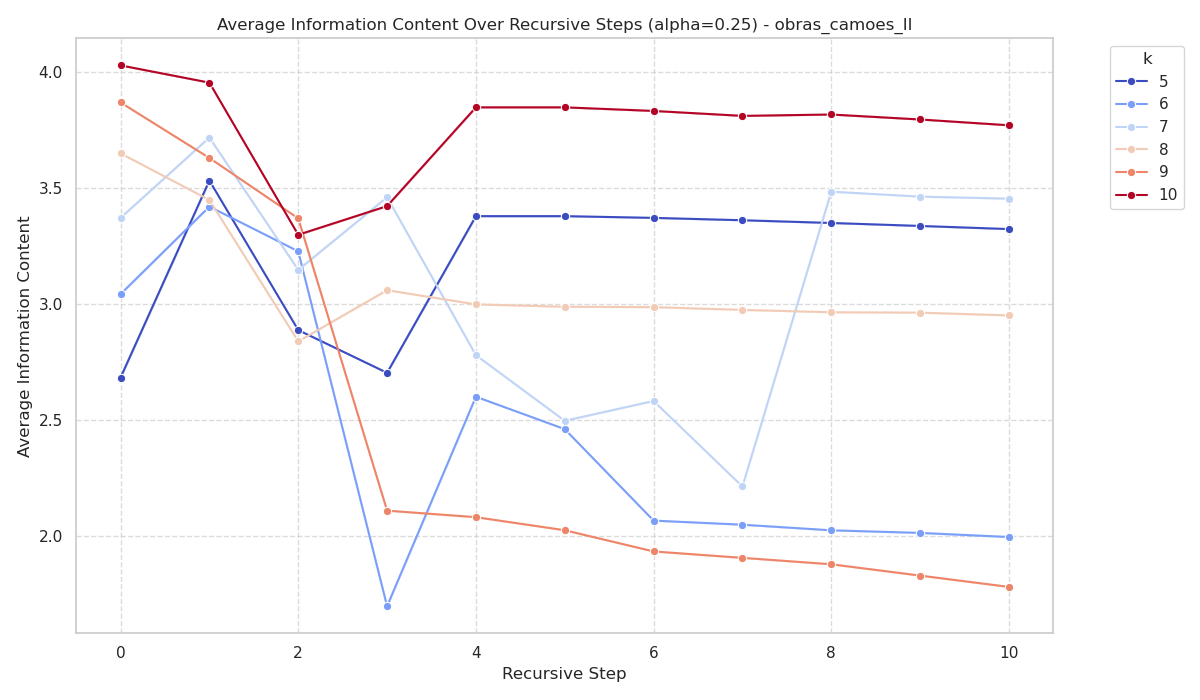 Average Information Content Over Recursive Steps (alpha=0.25) - obras_camoes_II
k
5
6
7
8
9
10
Average Information Content
4.0
3.5
3.0
2.5
2.0
0 2 4 6 8 10
Recursive Step